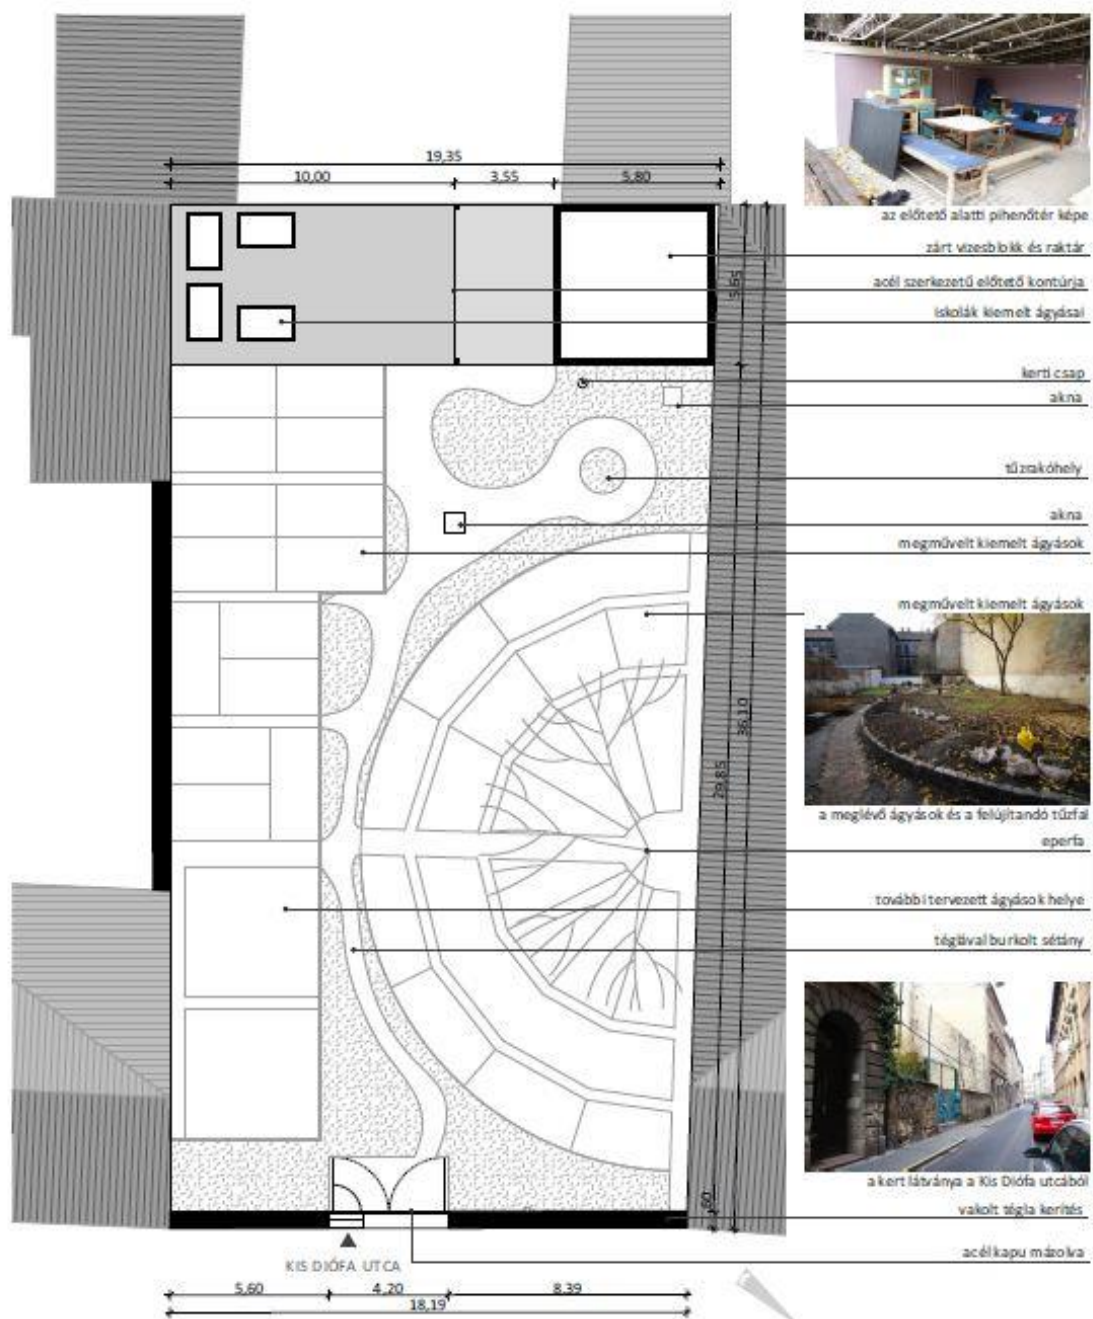 19,35
10,00 3,55 5,80
az előtető alatti pihenőtér képe
zárt vizesblokk és raktár
acél szerkezetű előtető kontúrja
iskolák kiemelt ágyásai
5,65
kerti csap
akna
tűzrakóhely
akna
megművelt kiemelt ágyások
megművelt kiemelt ágyások
36,10
29,85
a meglévő ágyások és a felújítandó tűzfal
eperfa
további tervezett ágyások helye
téglával burkolt sétány
a kert látványa a Kis Diófa utcából
,60
vakolt tégla kerítés
acél kapu mázolva
KIS DIÓFA UTCA
5,60 4,20 8,39
18,19